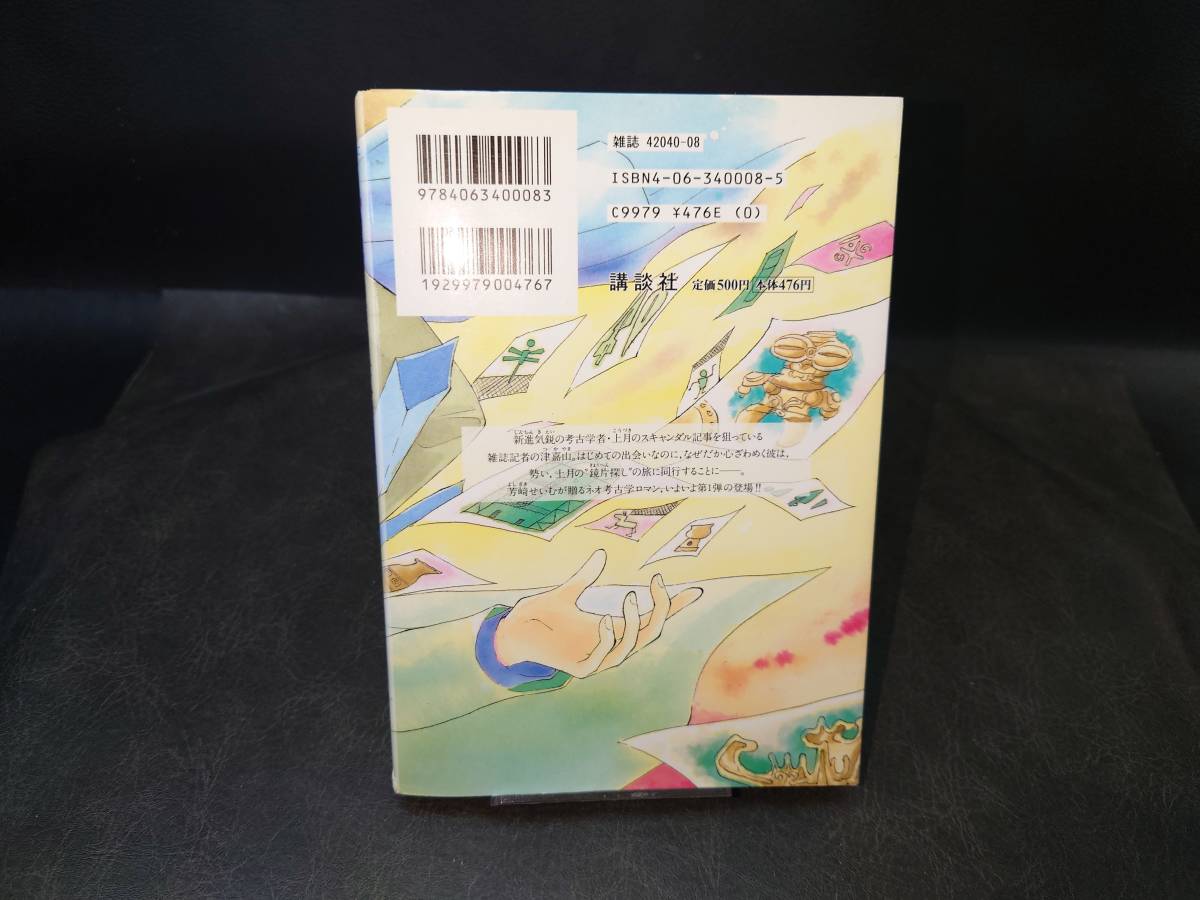 9784063400083
1929979004767
雑誌 42040-08
ISBN4-06-340008-5
C9979 ¥476E (0)
講談社 定価500円 本体476円
新進気鋭の考古学者・上月のスキャンダル記事を狙っている
雑誌記者の津嘉山。はじめての出会いなのに、なぜだか心ざわめく彼は、
勢い、上月の“鏡片探し”の旅に同行することに——。
芳崎せいむが贈るネオ考古学ロマン、いよいよ第1弾の登場!!